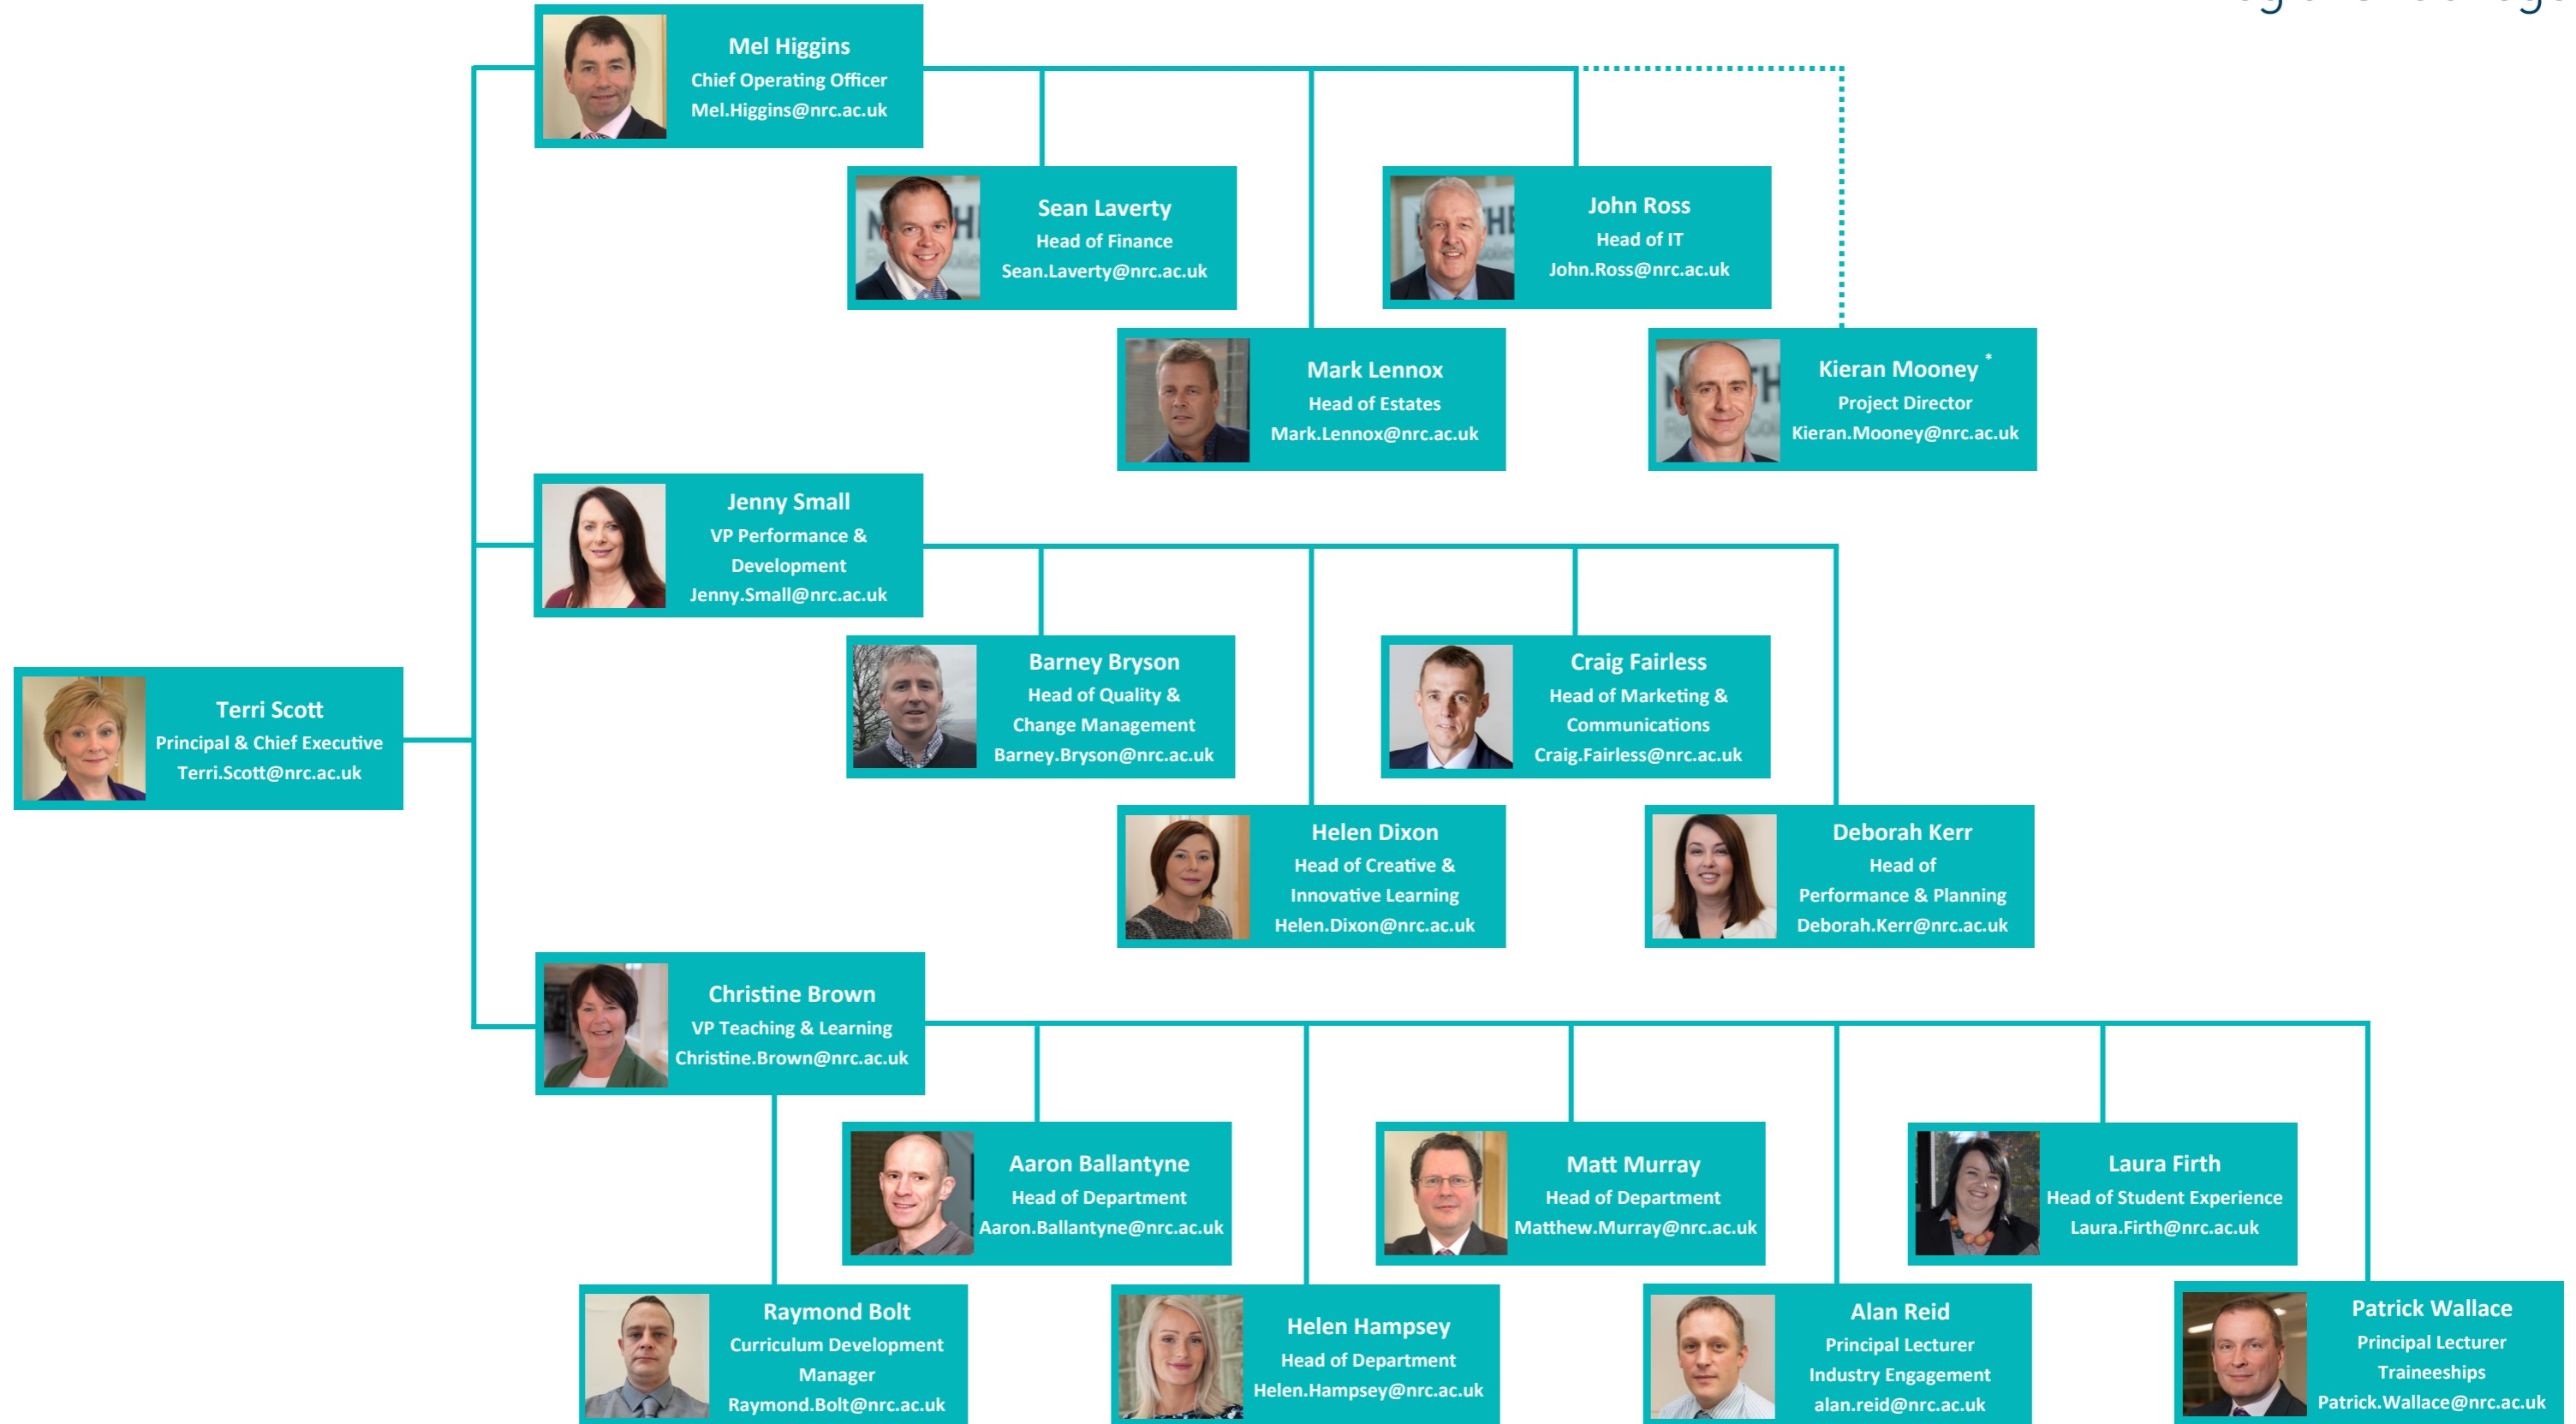 Mel Higgins
Chief Operating Officer
Mel.Higgins@nrc.ac.uk
Sean Laverty
Head of Finance
Sean.Laverty@nrc.ac.uk
John Ross
Head of IT
John.Ross@nrc.ac.uk
Mark Lennox
Head of Estates
Mark.Lennox@nrc.ac.uk
Kieran Mooney *
Project Director
Kieran.Mooney@nrc.ac.uk
Jenny Small
VP Performance &
Development
Jenny.Small@nrc.ac.uk
Barney Bryson
Head of Quality &
Change Management
Barney.Bryson@nrc.ac.uk
Craig Fairless
Head of Marketing &
Communications
Craig.Fairless@nrc.ac.uk
Terri Scott
Principal & Chief Executive
Terri.Scott@nrc.ac.uk
Helen Dixon
Head of Creative &
Innovative Learning
Helen.Dixon@nrc.ac.uk
Deborah Kerr
Head of
Performance & Planning
Deborah.Kerr@nrc.ac.uk
Christine Brown
VP Teaching & Learning
Christine.Brown@nrc.ac.uk
Aaron Ballantyne
Head of Department
Aaron.Ballantyne@nrc.ac.uk
Matt Murray
Head of Department
Matthew.Murray@nrc.ac.uk
Laura Firth
Head of Student Experience
Laura.Firth@nrc.ac.uk
Raymond Bolt
Curriculum Development
Manager
Raymond.Bolt@nrc.ac.uk
Helen Hampsey
Head of Department
Helen.Hampsey@nrc.ac.uk
Alan Reid
Principal Lecturer
Industry Engagement
alan.reid@nrc.ac.uk
Patrick Wallace
Principal Lecturer
Traineeships
Patrick.Wallace@nrc.ac.uk